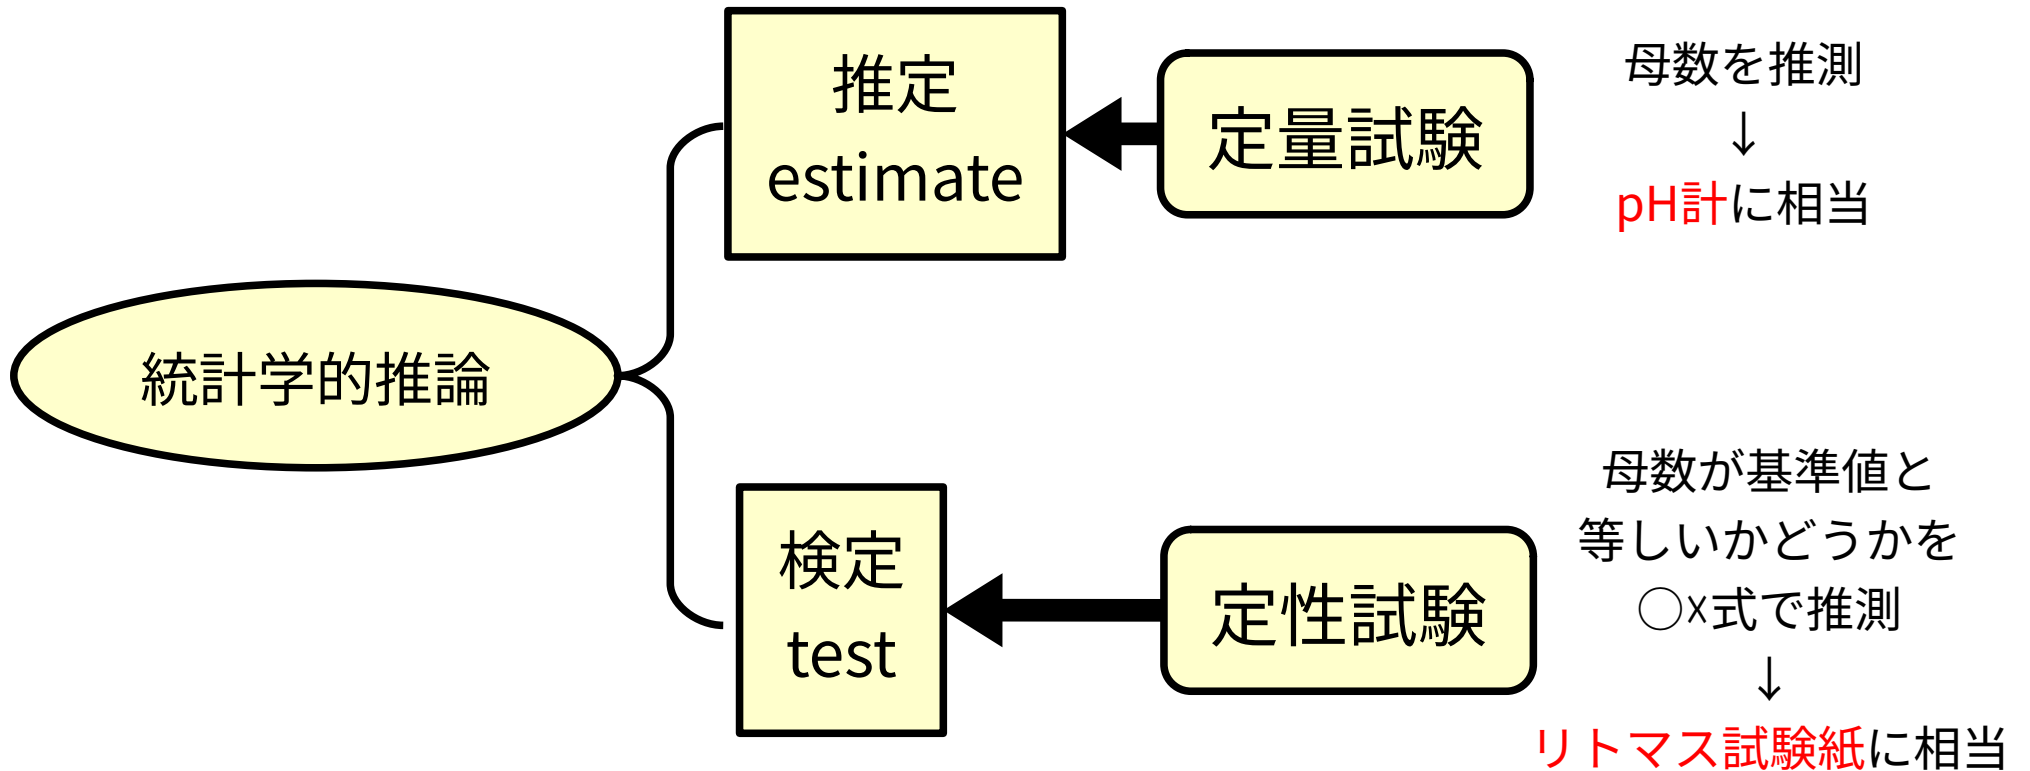 推定
estimate
定量試験
母数を推測
↓
pH計に相当
統計学的推論
検定
test
定性試験
母数が基準値と
等しいかどうかを
○☓式で推測
↓
リトマス試験紙に相当